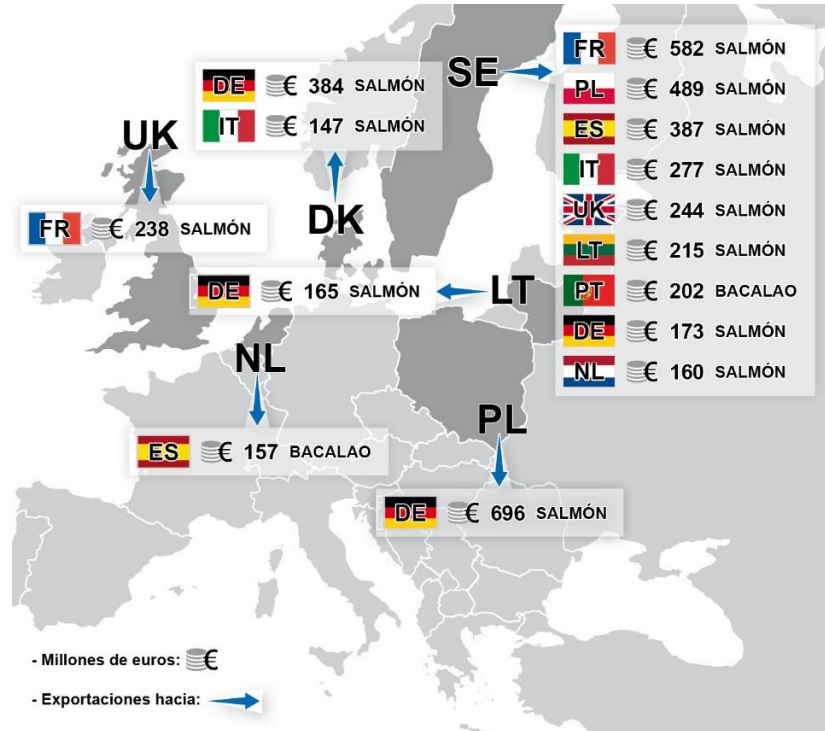 SE
FR € 582 SALMÓN
PL € 489 SALMÓN
ES € 387 SALMÓN
IT € 277 SALMÓN
UK € 244 SALMÓN
LT € 215 SALMÓN
PT € 202 BACALAO
DE € 173 SALMÓN
NL € 160 SALMÓN
DE € 384 SALMÓN
IT € 147 SALMÓN
DK
UK
FR € 238 SALMÓN
LT
DE € 165 SALMÓN
NL
ES € 157 BACALAO
PL
DE € 696 SALMÓN
- Millones de euros: €
- Exportaciones hacia: